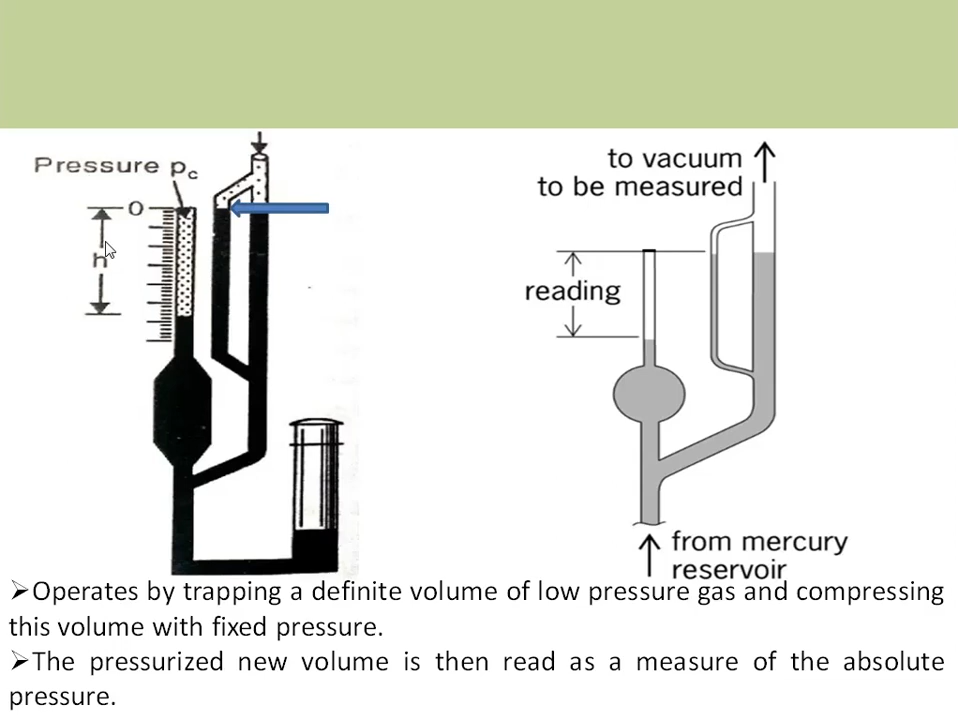 Pressure pc
0
h
to vacuum
to be measured
reading
from mercury
reservoir
➢Operates by trapping a definite volume of low pressure gas and compressing
this volume with fixed pressure.
➢The pressurized new volume is then read as a measure of the absolute
pressure.